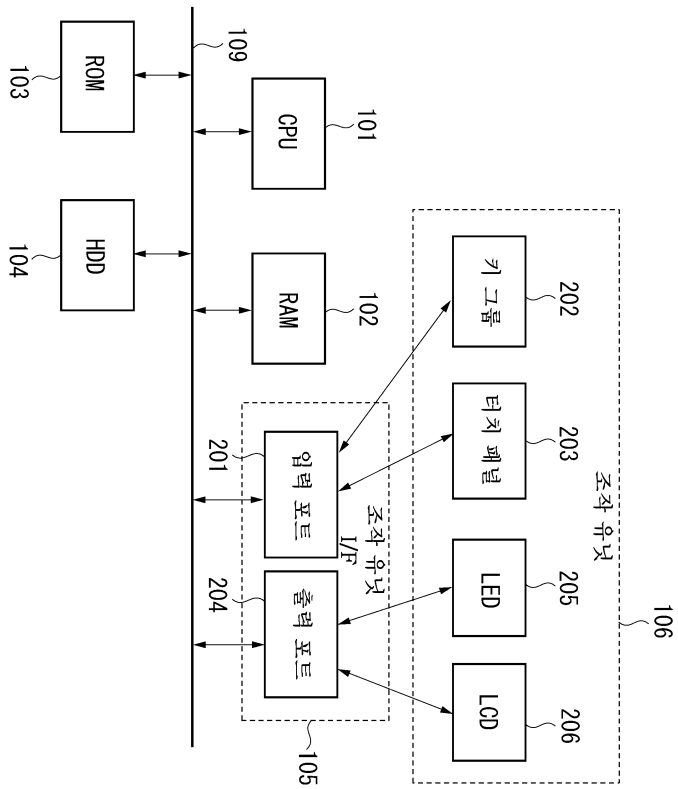 106
조작 유닛
202
키 그룹
203
터치 패널
205
LED
206
LCD
101
CPU
102
RAM
조작 유닛
I/F
201
입력 포트
204
출력 포트
105
109
ROM
103
HDD
104